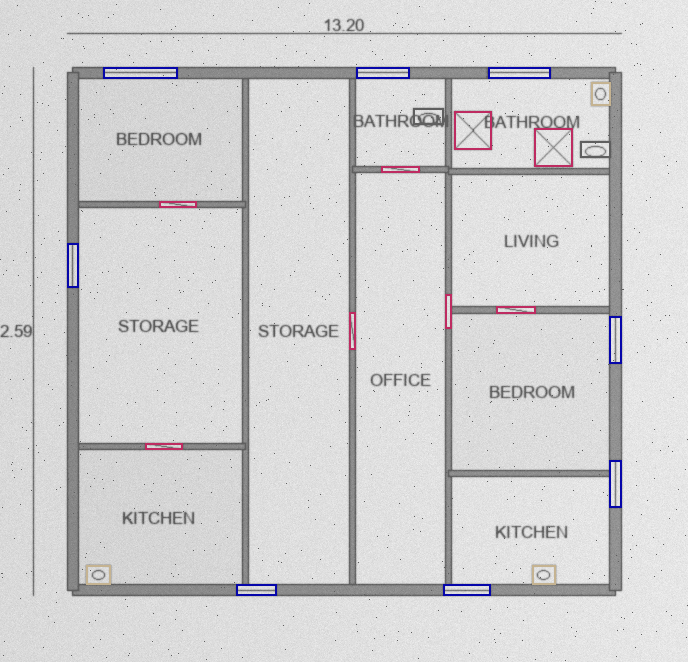 13.20
BEDROOM
BATHROOM
BATHROOM
LIVING
STORAGE
STORAGE
2.59
OFFICE
BEDROOM
KITCHEN
KITCHEN